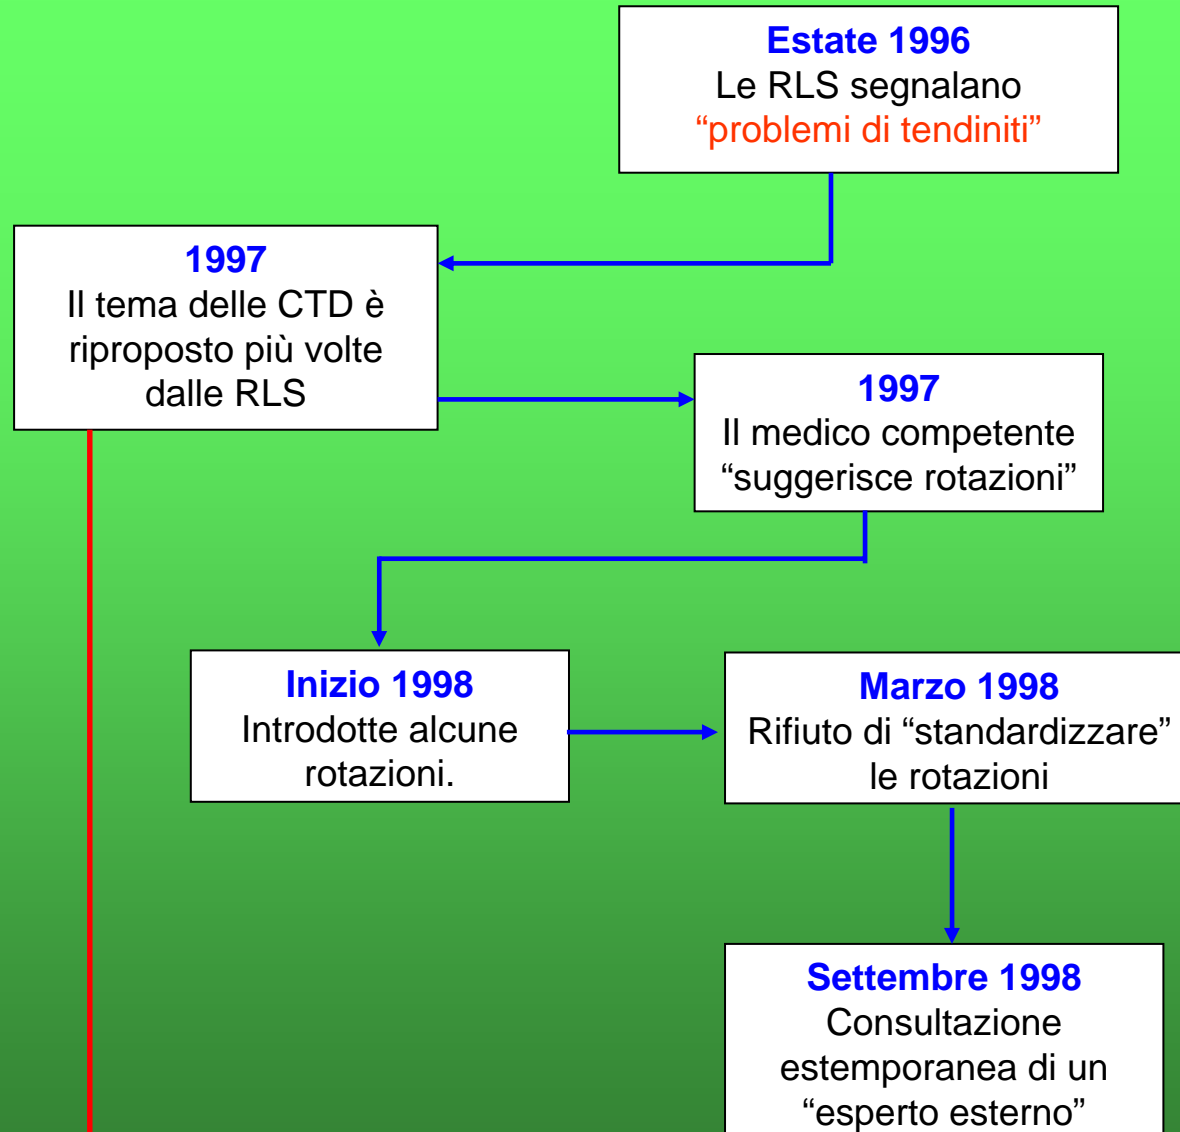 Estate 1996
Le RLS segnalano
“problemi di tendiniti”
1997
Il tema delle CTD è
riproposto più volte
dalle RLS
1997
Il medico competente
“suggerisce rotazioni”
Inizio 1998
Introdotte alcune
rotazioni.
Marzo 1998
Rifiuto di “standardizzare”
le rotazioni
Settembre 1998
Consultazione
estemporanea di un
“esperto esterno”